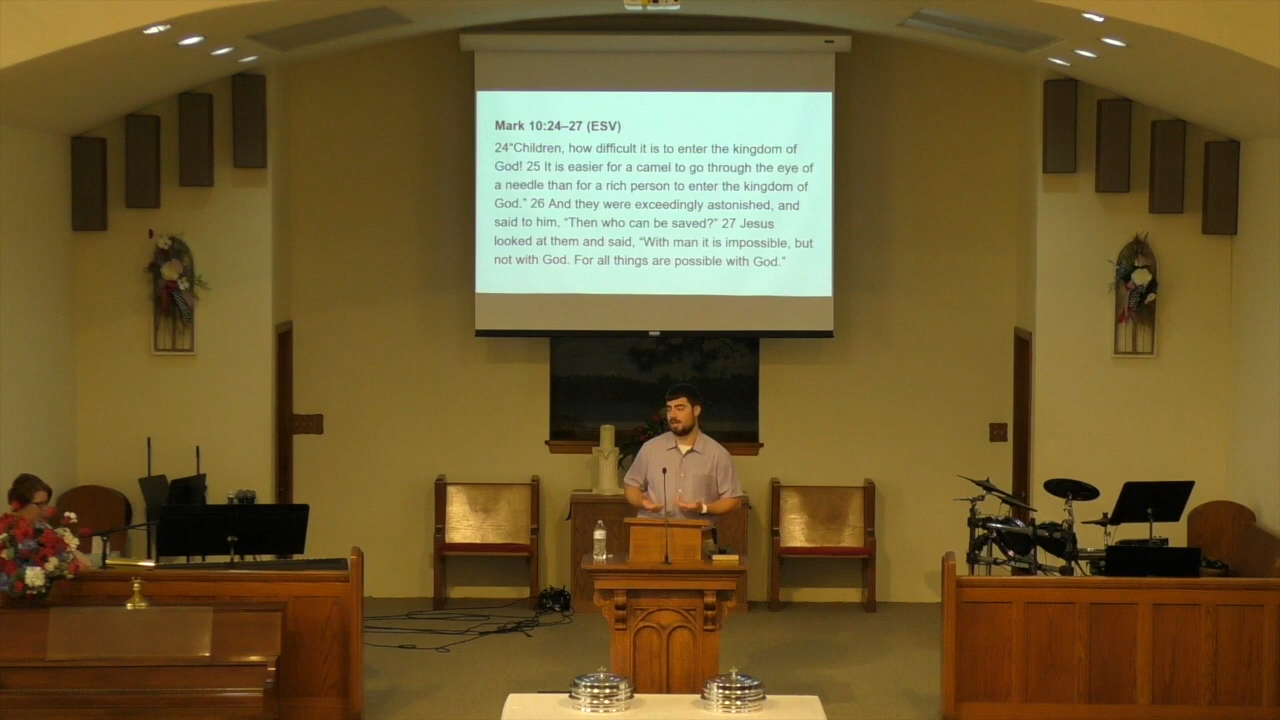 Mark 10:24–27 (ESV)
24“Children, how difficult it is to enter the kingdom of
God! 25 It is easier for a camel to go through the eye of
a needle than for a rich person to enter the kingdom of
God.” 26 And they were exceedingly astonished, and
said to him, “Then who can be saved?” 27 Jesus
looked at them and said, “With man it is impossible, but
not with God. For all things are possible with God.”